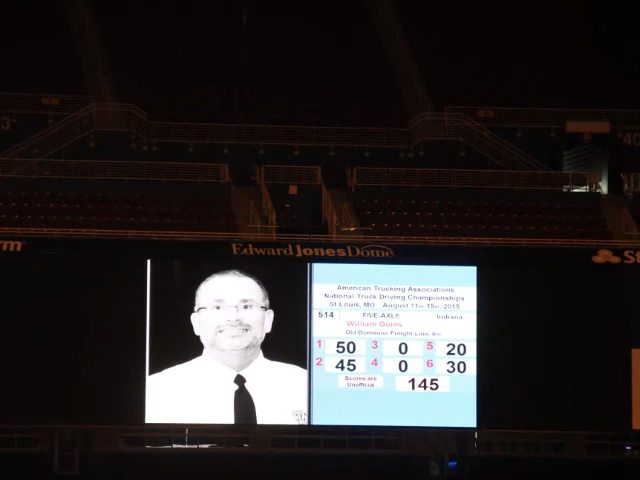 rm
Edward Jones Dome
St
American Trucking Associations
National Truck Driving Championships
St Louis, MO August 11th-15th, 2015
514 FIVE-AXLE Indiana
William Goins
Old Dominion Freight Line, Inc
1 50 3 0 5 20
2 45 4 0 6 30
Scores are
Unofficial
145